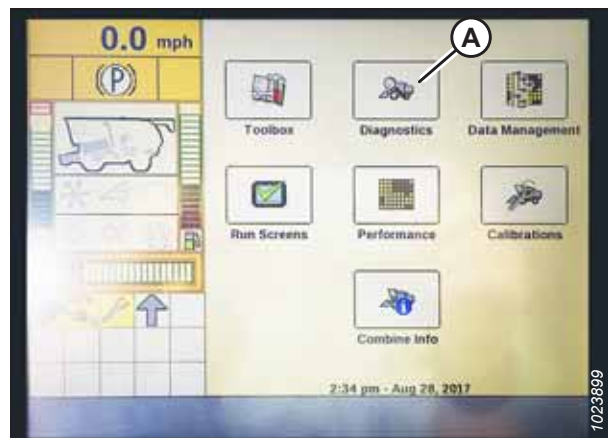 0.0 mph
A
(P)
Toolbox
Diagnostics
Data Management
Run Screens
Performance
Calibrations
Combine Info
2:34 pm - Aug 28, 2017
1023899